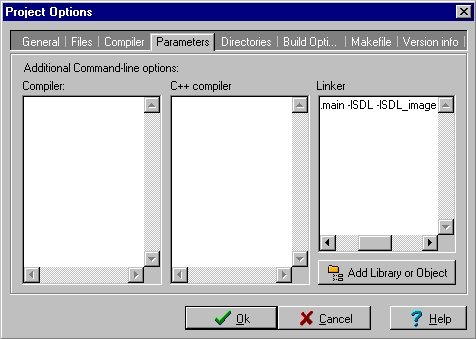 Project Options
General Files Compiler Parameters Directories Build Opti... Makefile Version info
Additional Command-line options:
Compiler: C++ compiler Linker
.main -lSDL -lSDL_image
Add Library or Object
Ok Cancel Help